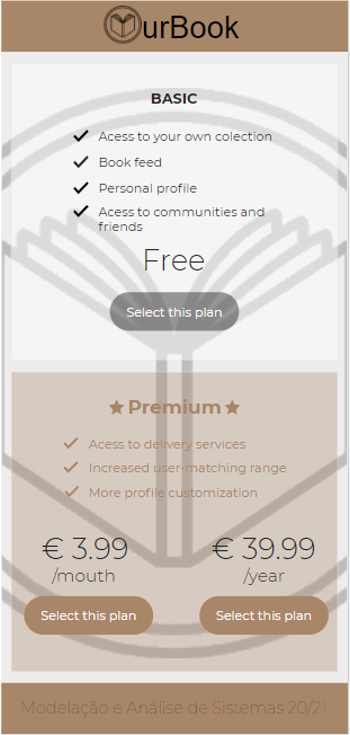 OurBook
BASIC
Acess to your own colection
Book feed
Personal profile
Acess to communities and
friends
Free
Select this plan
Premium
Acess to delivery services
Increased user-matching range
More profile customization
€ 3.99
/mouth
Select this plan
€ 39.99
/year
Select this plan
Modelação e Análise de Sistemas 20/21